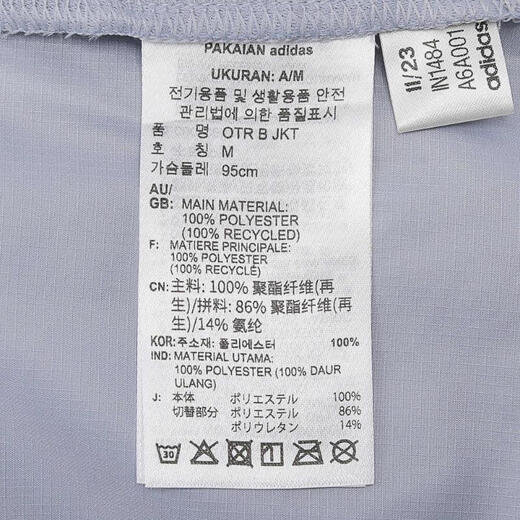 PAKAIAN adidas
UKURAN: A/M
전기용품 및 생활용품 안전
관리법에 의한 품질표시
품 명 OTR B JKT
호 칭 M
가슴둘레 95cm
AU/
GB: MAIN MATERIAL:
100% POLYESTER
(100% RECYCLED)
F: MATIERE PRINCIPALE:
100% POLYESTER
(100% RECYCLÉ)
CN: 主料: 100% 聚酯纤维(再
生)/拼料: 86% 聚酯纤维(再
生)/14% 氨纶
KOR: 주소재: 폴리에스터 100%
IND: MATERIAL UTAMA:
100% POLYESTER (100% DAUR
ULANG)
J: 本体 ポリエステル 100%
切替部分 ポリエステル 86%
ポリウレタン 14%
30 1
11/23
IN1484
A6A001
adidas